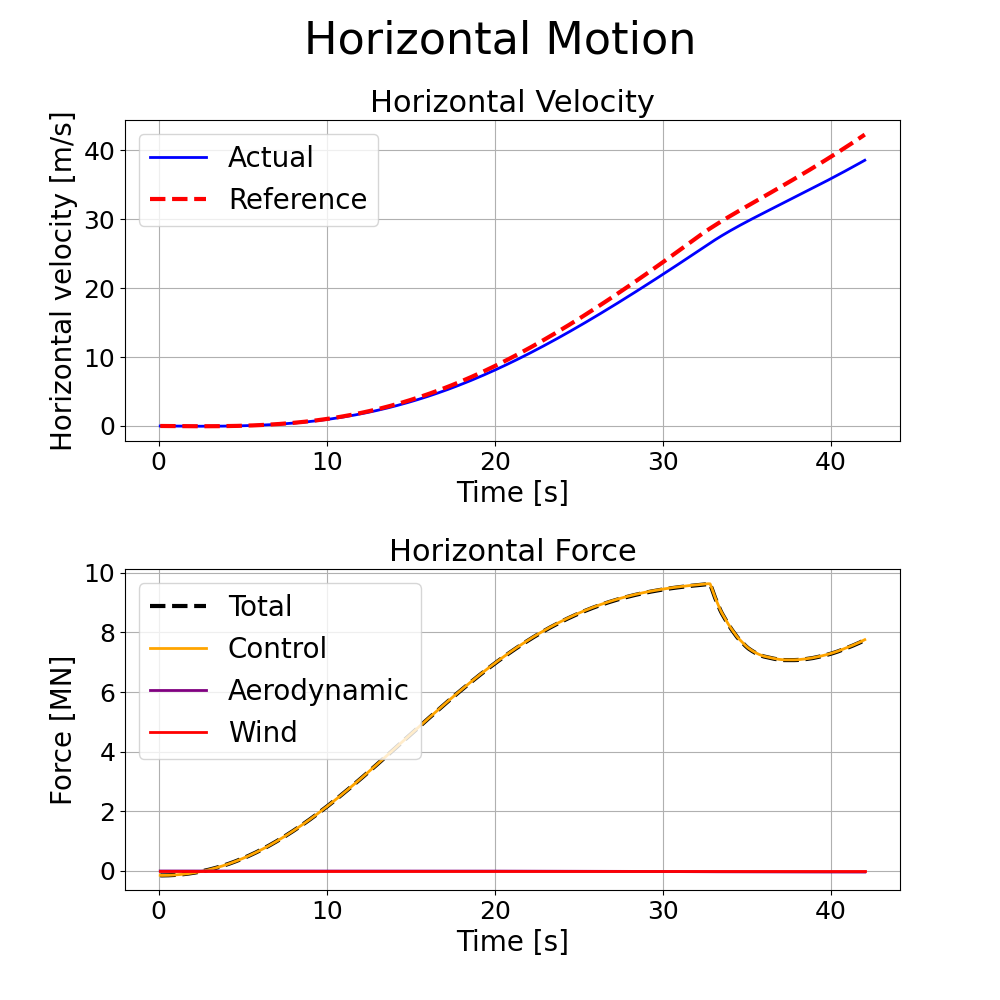 Horizontal Motion
Horizontal Velocity
Horizontal velocity [m/s]
40
30
20
10
0
Actual
Reference
0 10 20 30 40
Time [s]
Horizontal Force
Force [MN]
10
8
6
4
2
0
Total
Control
Aerodynamic
Wind
0 10 20 30 40
Time [s]